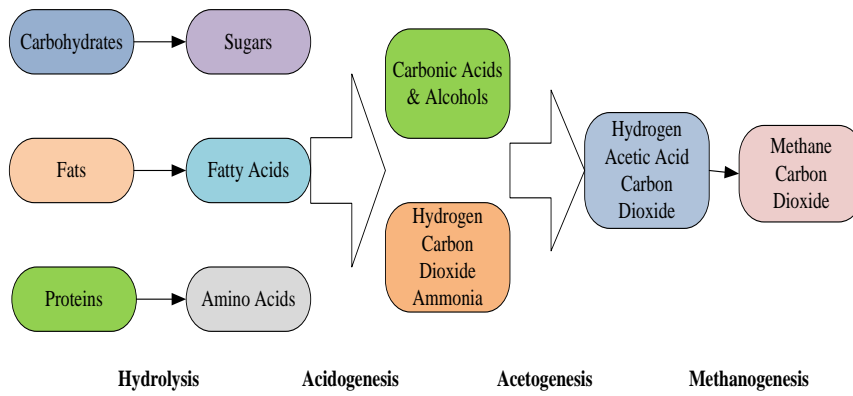 Carbohydrates
Sugars
Fats
Fatty Acids
Proteins
Amino Acids
Carbonic Acids
& Alcohols
Hydrogen
Carbon
Dioxide
Ammonia
Hydrogen
Acetic Acid
Carbon
Dioxide
Methane
Carbon
Dioxide
Hydrolysis
Acidogenesis
Acetogenesis
Methanogenesis